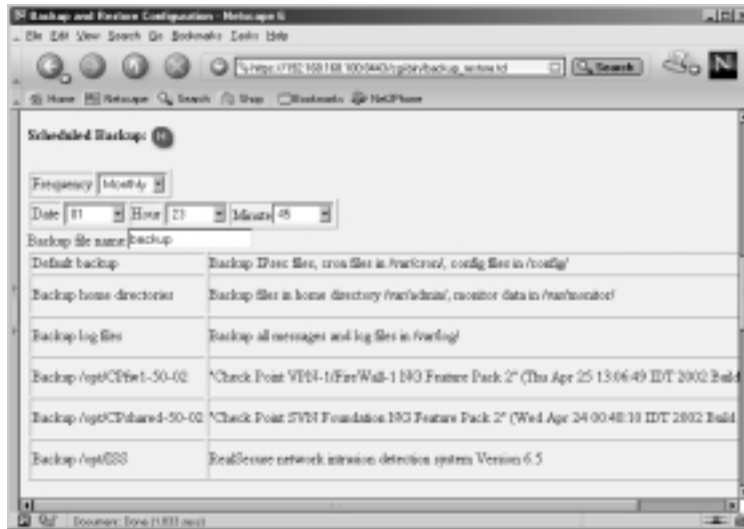 Backup and Restore Configuration - Netscape 6
File Edit View Search Go Bookmarks Tasks Help
Search
N
Home Netscape Search Shop Bookmarks Net2Phone
Scheduled Backup: H
Frequency Monthly
Date 01 Hour 23 Minute 45
Backup file name backup
Default backup Backup IPsec files, cron files in /var/cron/, config files in /config/
Backup home directories Backup files in home directory /var/admin/, monitor data in /var/monitor/
Backup log files Backup all messages and log files in /var/log/
Backup /opt/CPfw1-50-02 "Check Point VPN-1/FireWall-1 NG Feature Pack 2" (Thu Apr 25 13:06:49 IDT 2002 Build
Backup /opt/CPshared-50-02 "Check Point SVN Foundation NG Feature Pack 2" (Wed Apr 24 00:48:10 IDT 2002 Build
Backup /opt/ISS RealSecure network intrusion detection system Version 6.5
Document: Done